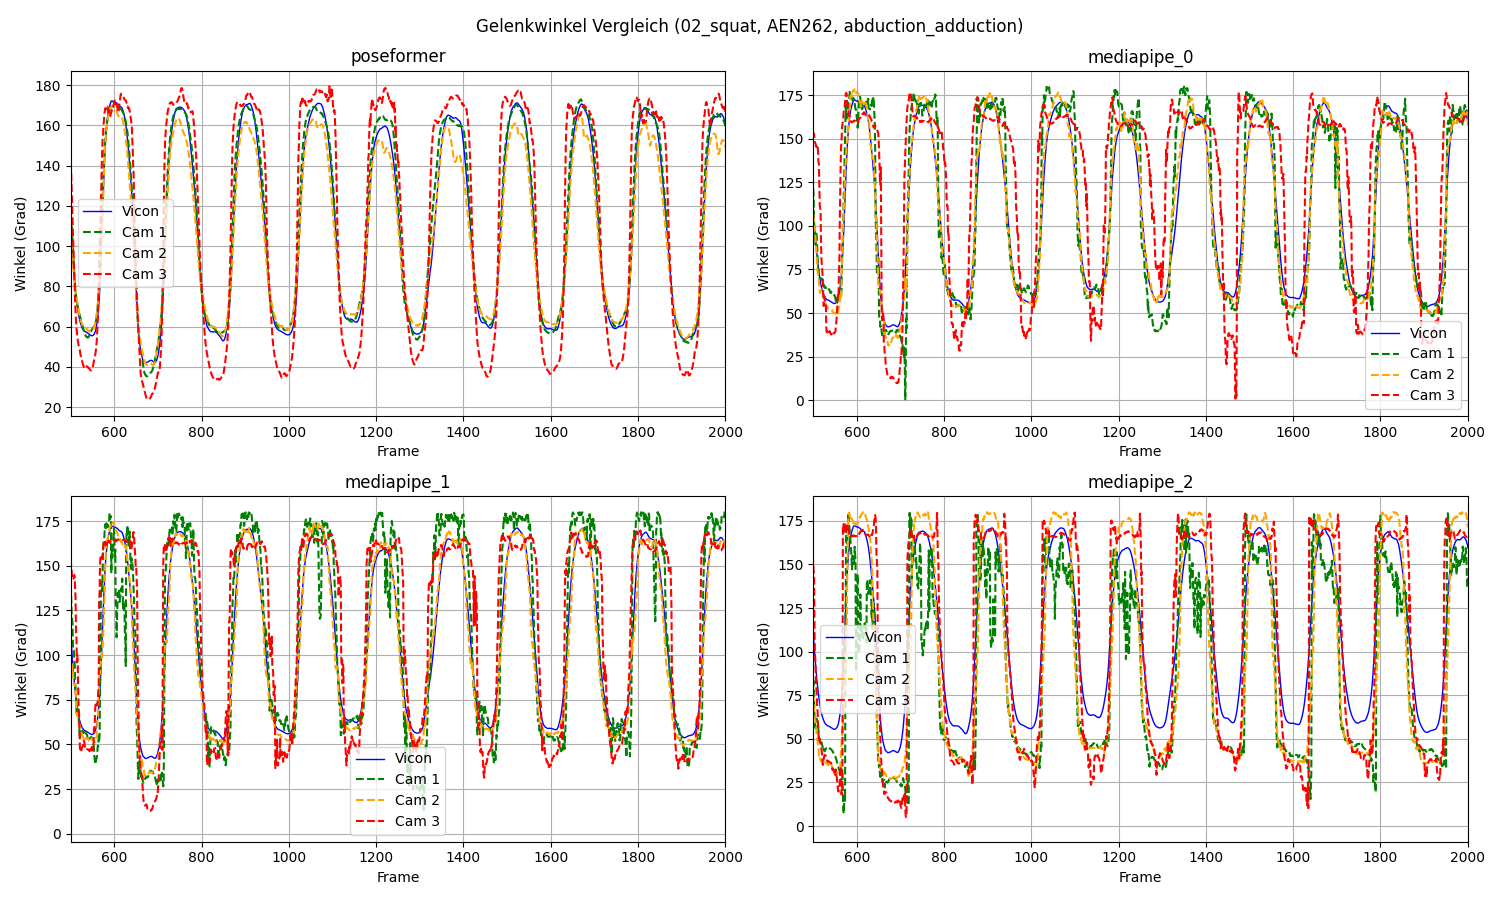 Gelenkwinkel Vergleich (02_squat, AEN262, abduction_adduction)
poseformer
180
160
140
120
100
80
60
40
20
Winkel (Grad)
Vicon
Cam 1
Cam 2
Cam 3
600 800 1000 1200 1400 1600 1800 2000
Frame
mediapipe_0
175
150
125
100
75
50
25
0
Winkel (Grad)
Vicon
Cam 1
Cam 2
Cam 3
600 800 1000 1200 1400 1600 1800 2000
Frame
mediapipe_1
175
150
125
100
75
50
25
0
Winkel (Grad)
Vicon
Cam 1
Cam 2
Cam 3
600 800 1000 1200 1400 1600 1800 2000
Frame
mediapipe_2
175
150
125
100
75
50
25
0
Winkel (Grad)
Vicon
Cam 1
Cam 2
Cam 3
600 800 1000 1200 1400 1600 1800 2000
Frame